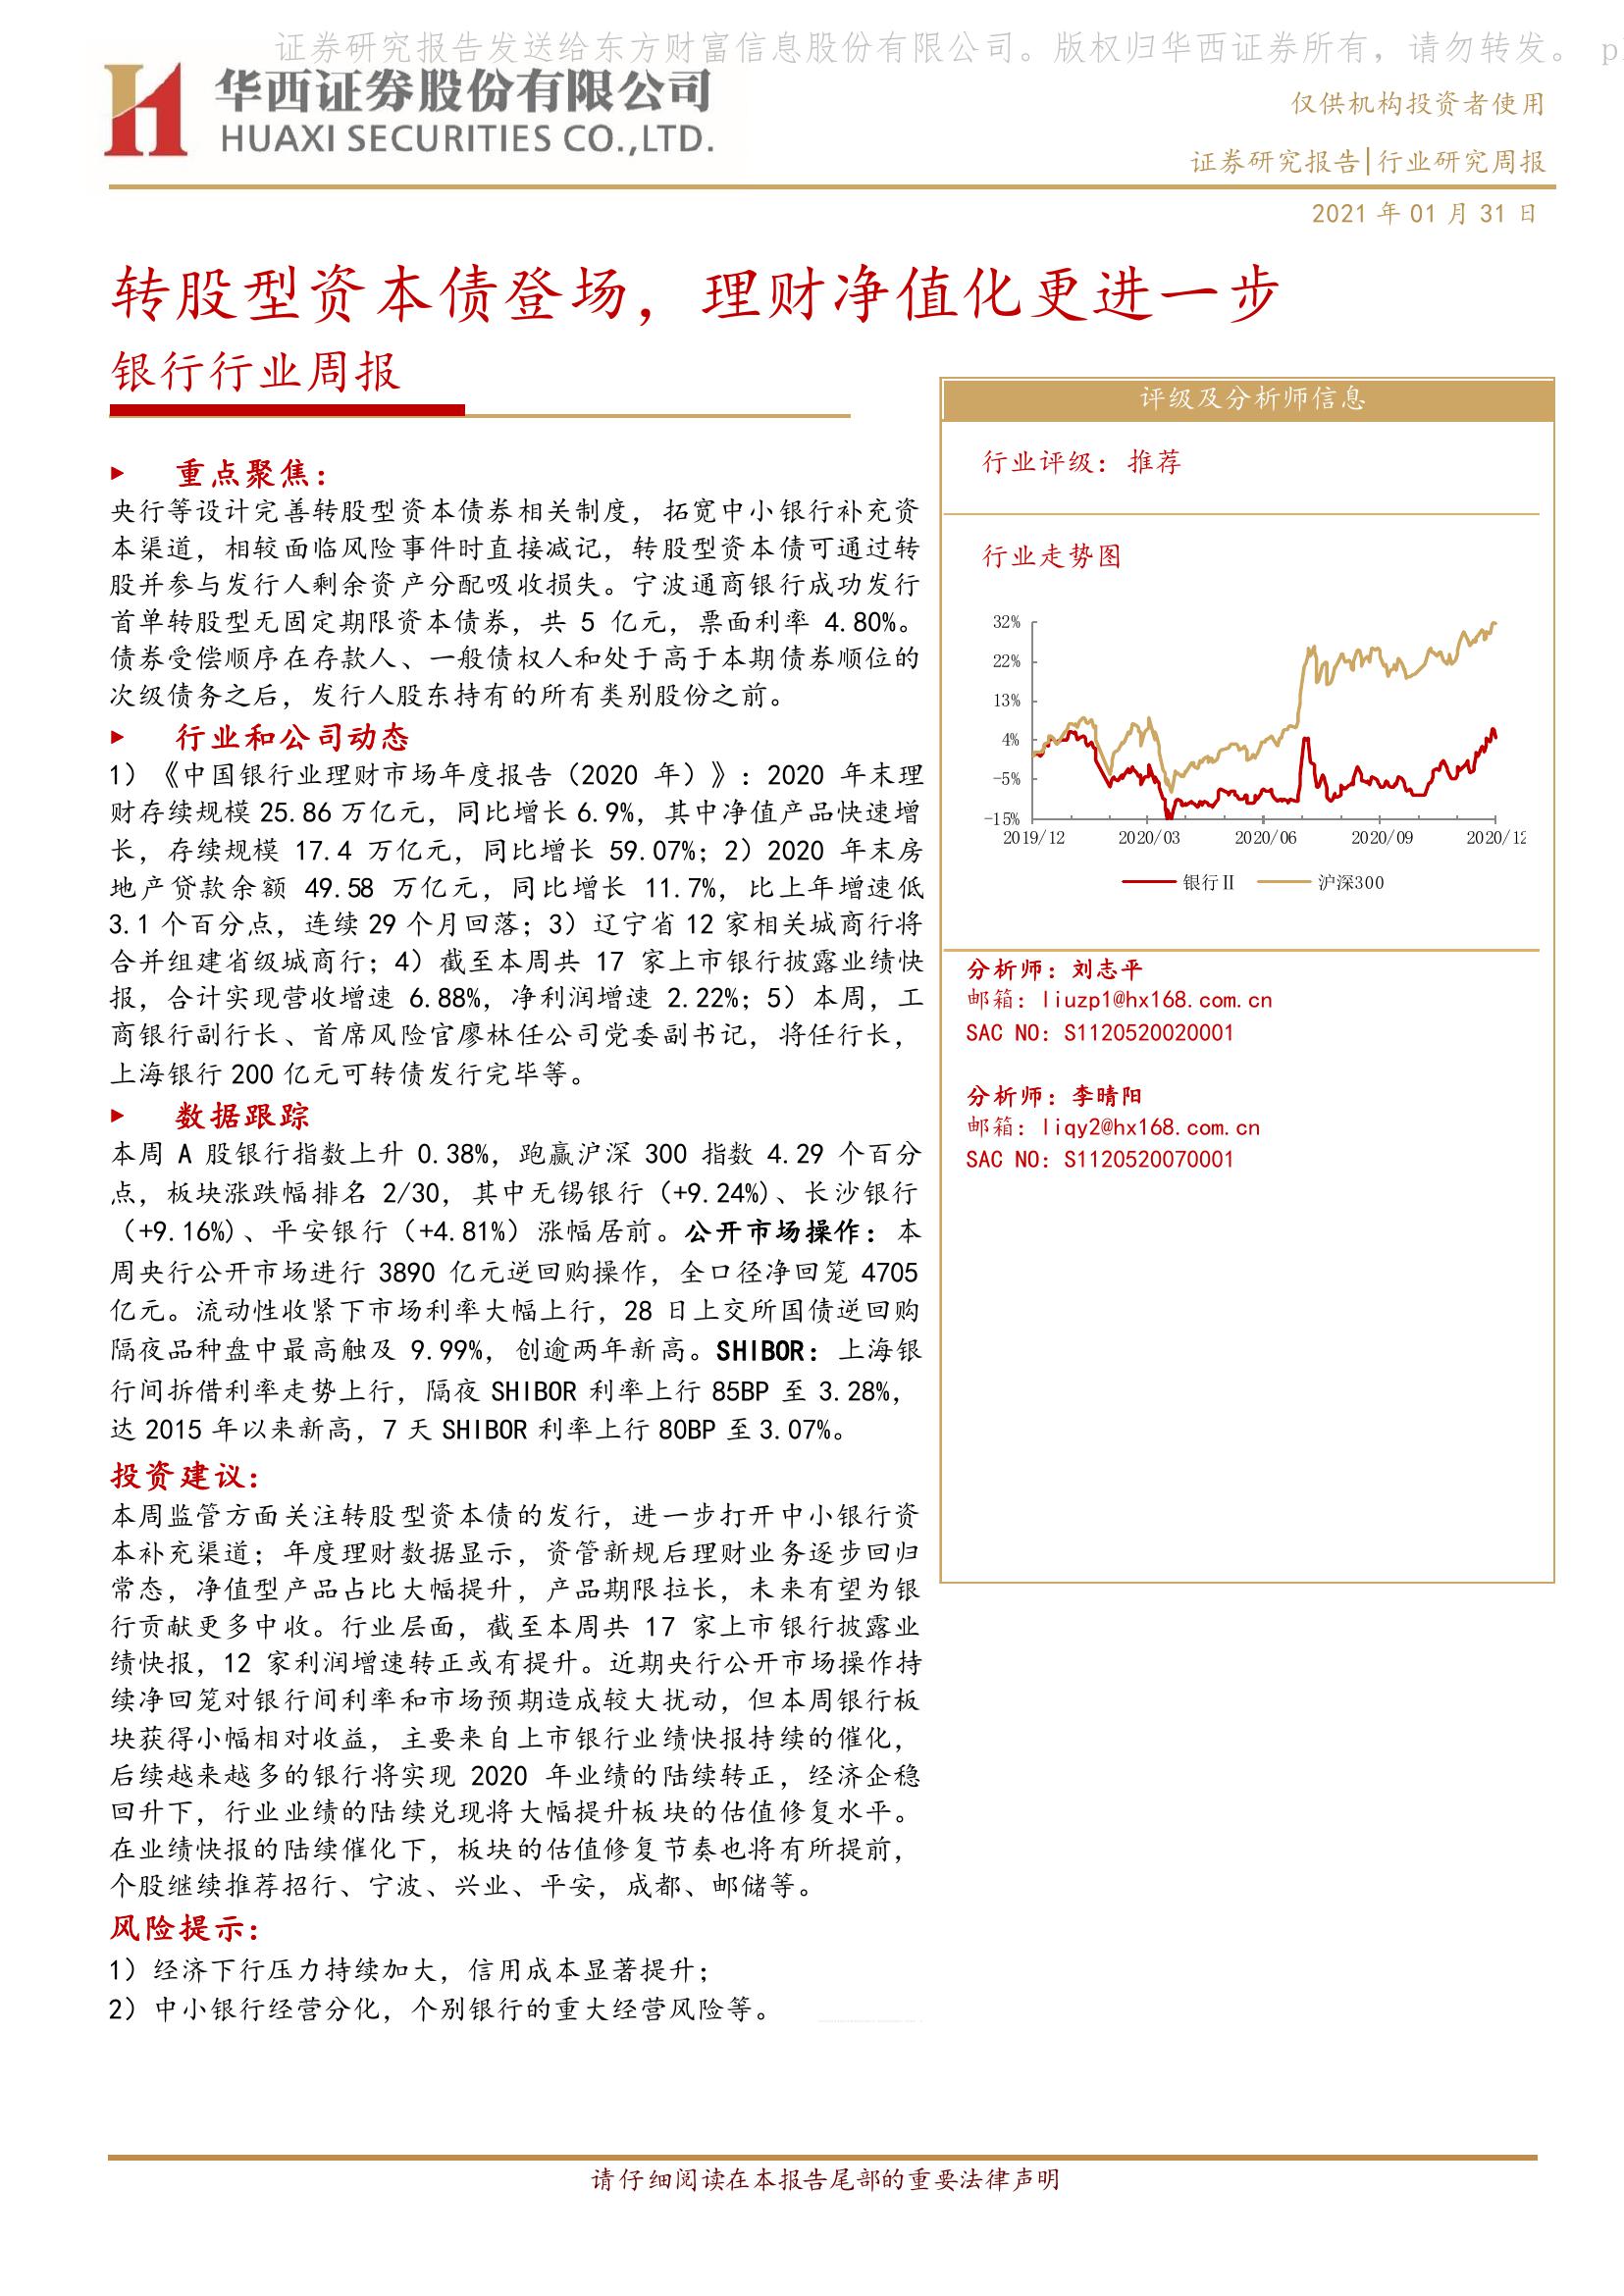 证券研究报告发送给东方财富信息股份有限公司。版权归华西证券所有，请勿转发。 p
华西证券股份有限公司
HUAXI SECURITIES CO.,LTD.
仅供机构投资者使用
证券研究报告|行业研究周报
2021 年 01 月 31 日
转股型资本债登场，理财净值化更进一步
银行行业周报
重点聚焦：
央行等设计完善转股型资本债券相关制度，拓宽中小银行补充资
本渠道，相较面临风险事件时直接减记，转股型资本债可通过转
股并参与发行人剩余资产分配吸收损失。宁波通商银行成功发行
首单转股型无固定期限资本债券，共 5 亿元，票面利率 4.80%。
债券受偿顺序在存款人、一般债权人和处于高于本期债券顺位的
次级债务之后，发行人股东持有的所有类别股份之前。
行业和公司动态
1）《中国银行业理财市场年度报告（2020 年）》：2020 年末理
财存续规模 25.86 万亿元，同比增长 6.9%，其中净值产品快速增
长，存续规模 17.4 万亿元，同比增长 59.07%；2）2020 年末房
地产贷款余额 49.58 万亿元，同比增长 11.7%，比上年增速低
3.1 个百分点，连续 29 个月回落；3）辽宁省 12 家相关城商行将
合并组建省级城商行；4）截至本周共 17 家上市银行披露业绩快
报，合计实现营收增速 6.88%，净利润增速 2.22%；5）本周，工
商银行副行长、首席风险官廖林任公司党委副书记，将任行长，
上海银行 200 亿元可转债发行完毕等。
数据跟踪
本周 A 股银行指数上升 0.38%，跑赢沪深 300 指数 4.29 个百分
点，板块涨跌幅排名 2/30，其中无锡银行（+9.24%）、长沙银行
（+9.16%）、平安银行（+4.81%）涨幅居前。公开市场操作：本
周央行公开市场进行 3890 亿元逆回购操作，全口径净回笼 4705
亿元。流动性收紧下市场利率大幅上行，28 日上交所国债逆回购
隔夜品种盘中最高触及 9.99%，创逾两年新高。SHIBOR：上海银
行间拆借利率走势上行，隔夜 SHIBOR 利率上行 85BP 至 3.28%，
达 2015 年以来新高，7 天 SHIBOR 利率上行 80BP 至 3.07%。
投资建议：
本周监管方面关注转股型资本债的发行，进一步打开中小银行资
本补充渠道；年度理财数据显示，资管新规后理财业务逐步回归
常态，净值型产品占比大幅提升，产品期限拉长，未来有望为银
行贡献更多中收。行业层面，截至本周共 17 家上市银行披露业
绩快报，12 家利润增速转正或有提升。近期央行公开市场操作持
续净回笼对银行间利率和市场预期造成较大扰动，但本周银行板
块获得小幅相对收益，主要来自上市银行业绩快报持续的催化，
后续越来越多的银行将实现 2020 年业绩的陆续转正，经济企稳
回升下，行业业绩的陆续兑现将大幅提升板块的估值修复水平。
在业绩快报的陆续催化下，板块的估值修复节奏也将有所提前，
个股继续推荐招行、宁波、兴业、平安，成都、邮储等。
风险提示：
1）经济下行压力持续加大，信用成本显著提升；
2）中小银行经营分化，个别银行的重大经营风险等。
评级及分析师信息
行业评级：推荐
行业走势图
32%
22%
13%
4%
-5%
-15%
2019/12 2020/03 2020/06 2020/09 2020/12
银行Ⅱ 沪深300
分析师：刘志平
邮箱：liuzp1@hx168.com.cn
SAC NO：S1120520020001
分析师：李晴阳
邮箱：liqy2@hx168.com.cn
SAC NO：S1120520070001
请仔细阅读在本报告尾部的重要法律声明